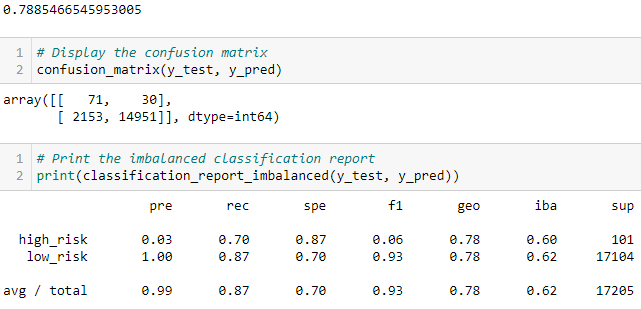 0.7885466545953005
1 # Display the confusion matrix
2 confusion_matrix(y_test, y_pred)
array([[   71,    30],
       [ 2153, 14951]], dtype=int64)
1 # Print the imbalanced classification report
2 print(classification_report_imbalanced(y_test, y_pred))
                   pre       rec       spe        f1       geo       iba       sup
  high_risk       0.03      0.70      0.87      0.06      0.78      0.60       101
   low_risk       1.00      0.87      0.70      0.93      0.78      0.62     17104
avg / total       0.99      0.87      0.70      0.93      0.78      0.62     17205